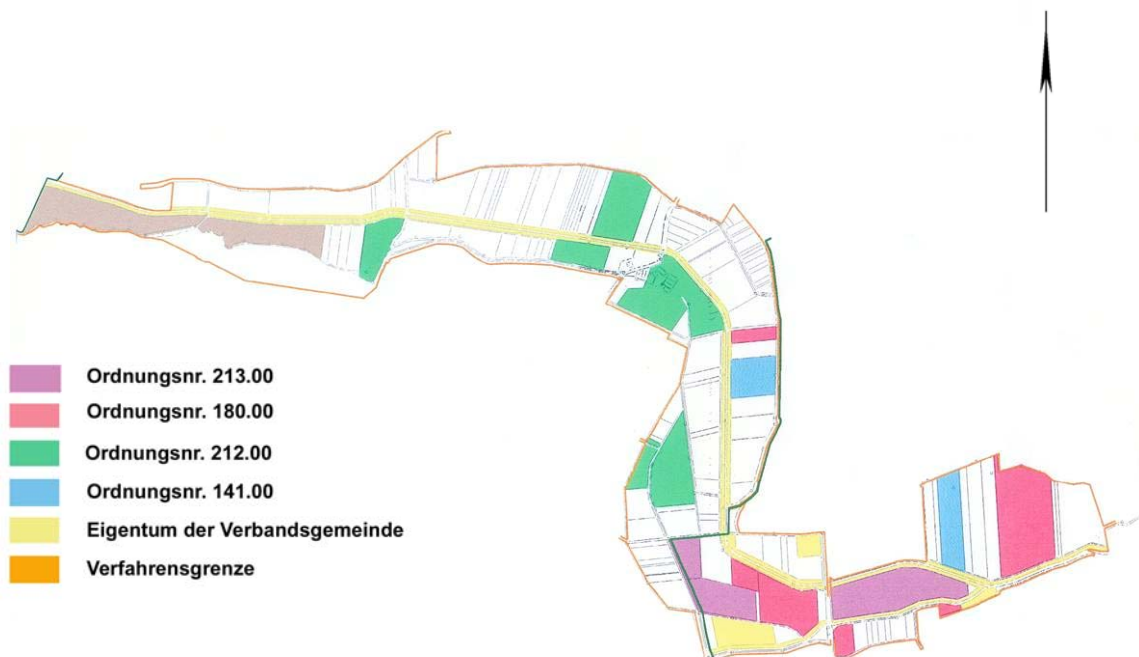 Ordnungsnr. 213.00
Ordnungsnr. 180.00
Ordnungsnr. 212.00
Ordnungsnr. 141.00
Eigentum der Verbandsgemeinde
Verfahrensgrenze